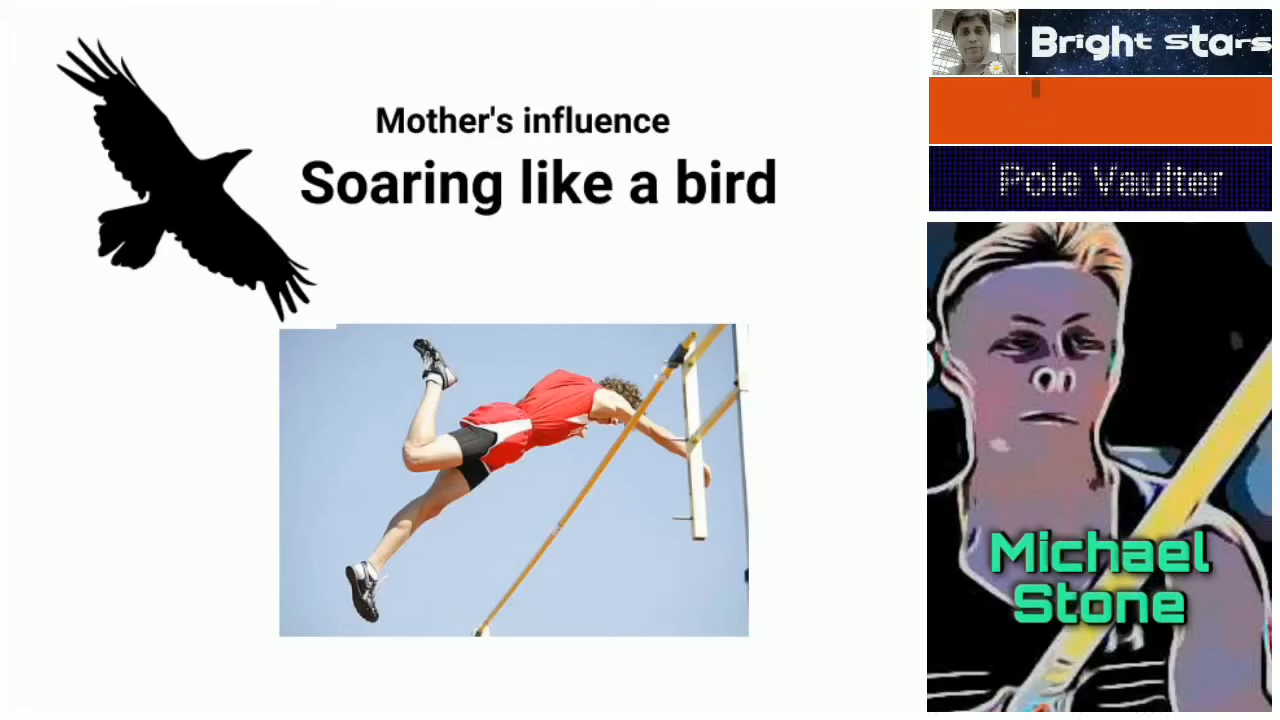 Mother's influence
Soaring like a bird
Bright stars
Pole Vaulter
Michael
Stone